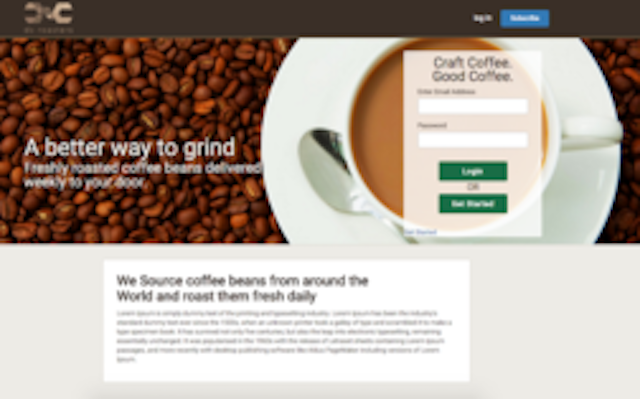 Log In
Subscribe
Craft Coffee.
Good Coffee.
Enter Email Address
Password
Login
OR
Get Started
Get Started
A better way to grind
Freshly roasted coffee beans delivered
weekly to your door.
We Source coffee beans from around the
World and roast them fresh daily
Lorem Ipsum is simply dummy text of the printing and typesetting industry. Lorem Ipsum has been the industry's
standard dummy text ever since the 1500s, when an unknown printer took a galley of type and scrambled it to make a
type specimen book. It has survived not only five centuries, but also the leap into electronic typesetting, remaining
essentially unchanged. It was popularised in the 1960s with the release of Letraset sheets containing Lorem Ipsum
passages, and more recently with desktop publishing software like Aldus PageMaker including versions of Lorem
Ipsum.